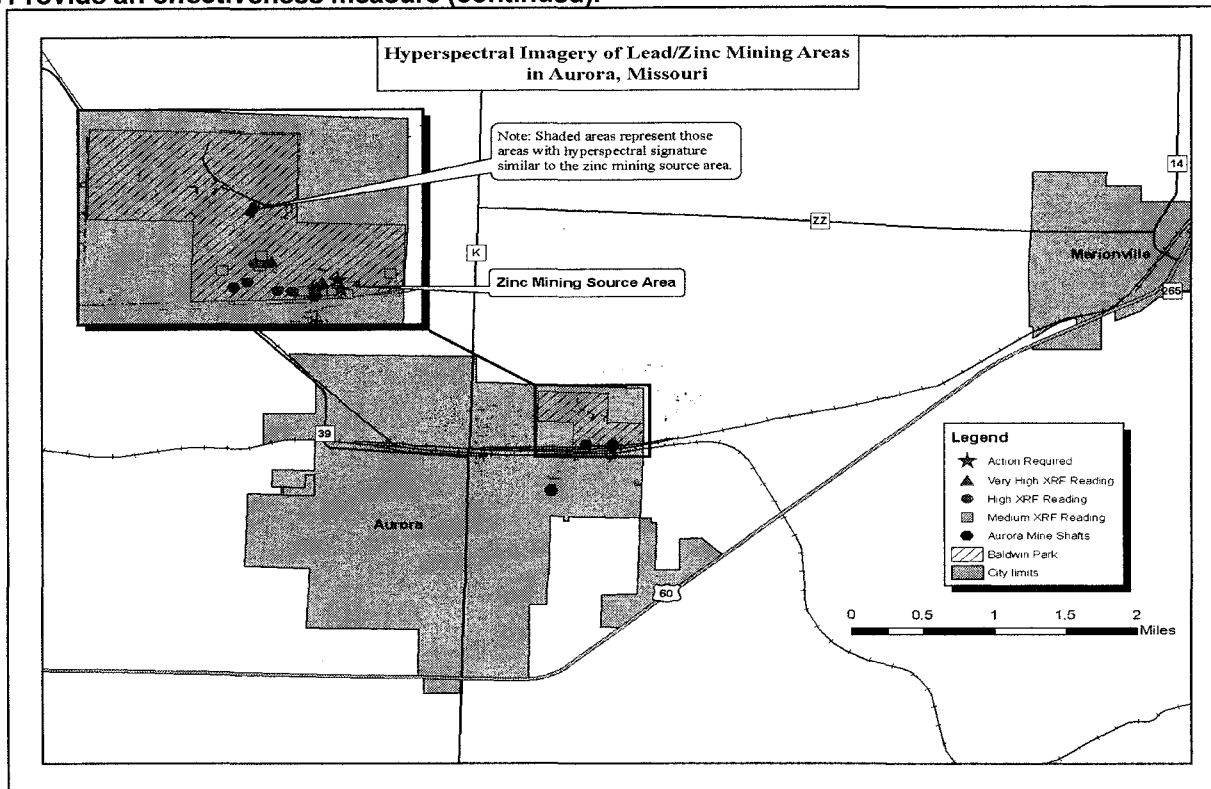 Provide an effectiveness measure (continued).
Hyperspectral Imagery of Lead/Zinc Mining Areas
in Aurora, Missouri
Note: Shaded areas represent those
areas with hyperspectral signature
similar to the zinc mining source area.
14
ZZ
K
Marionville
Zinc Mining Source Area
265
39
Legend
Action Required
Very High XRF Reading
High XRF Reading
Medium XRF Reading
Aurora Mine Shafts
Baldwin Park
City limits
Aurora
60
0 0.5 1 1.5 2
Miles